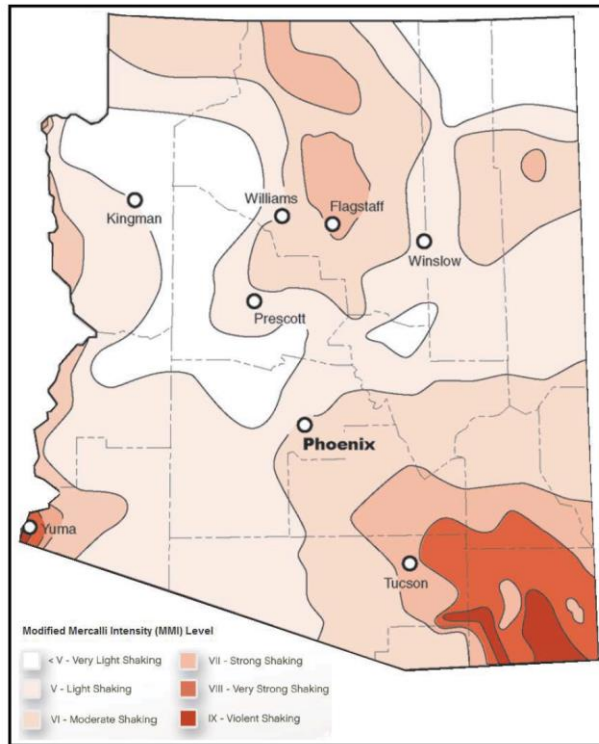 Kingman
Williams
Flagstaff
Winslow
Prescott
Phoenix
Yuma
Tucson
Modified Mercalli Intensity (MMI) Level
< V - Very Light Shaking
V - Light Shaking
VI - Moderate Shaking
VII - Strong Shaking
VIII - Very Strong Shaking
IX - Violent Shaking